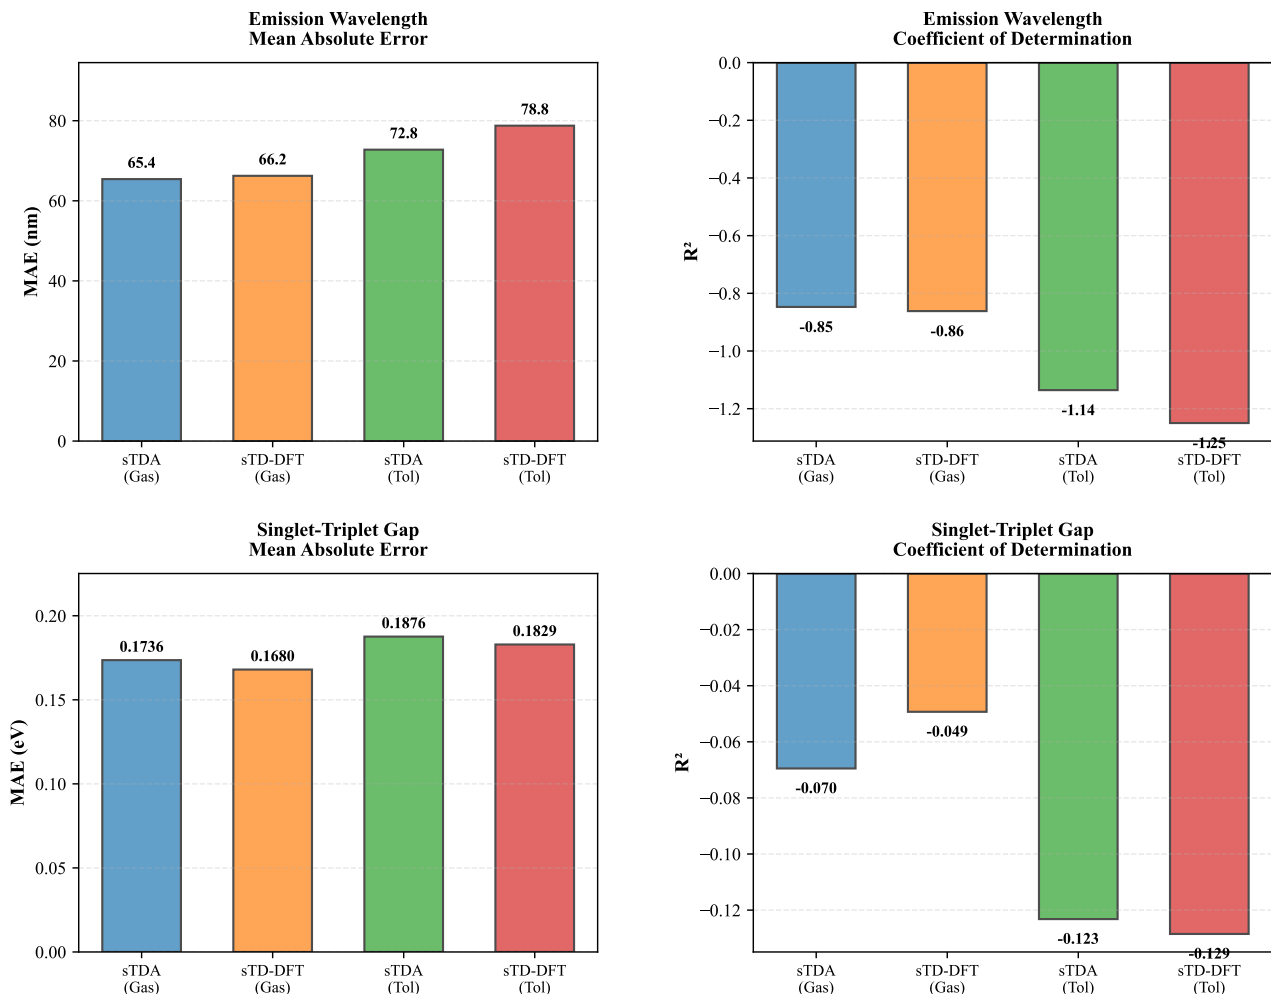 Emission Wavelength
Mean Absolute Error
MAE (nm)
80
60
40
20
0
65.4
66.2
72.8
78.8
sTDA
(Gas)
sTD-DFT
(Gas)
sTDA
(Tol)
sTD-DFT
(Tol)
Emission Wavelength
Coefficient of Determination
R²
0.0
−0.2
−0.4
−0.6
−0.8
−1.0
−1.2
-0.85
-0.86
-1.14
-1.25
sTDA
(Gas)
sTD-DFT
(Gas)
sTDA
(Tol)
sTD-DFT
(Tol)
Singlet-Triplet Gap
Mean Absolute Error
MAE (eV)
0.20
0.15
0.10
0.05
0.00
0.1736
0.1680
0.1876
0.1829
sTDA
(Gas)
sTD-DFT
(Gas)
sTDA
(Tol)
sTD-DFT
(Tol)
Singlet-Triplet Gap
Coefficient of Determination
R²
0.00
−0.02
−0.04
−0.06
−0.08
−0.10
−0.12
-0.070
-0.049
-0.123
-0.129
sTDA
(Gas)
sTD-DFT
(Gas)
sTDA
(Tol)
sTD-DFT
(Tol)